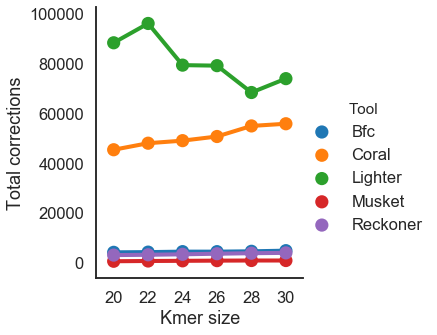 Total corrections
100000
80000
60000
40000
20000
0
20 22 24 26 28 30
Kmer size
Tool
Bfc
Coral
Lighter
Musket
Reckoner